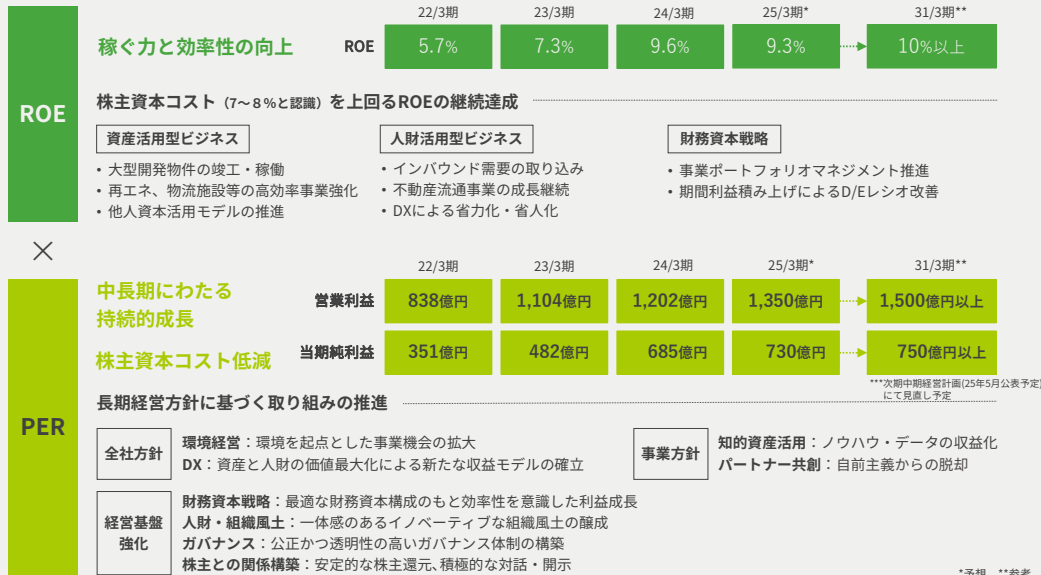 22/3期 23/3期 24/3期 25/3期* 31/3期**
ROE
稼ぐ力と効率性の向上 ROE 5.7% 7.3% 9.6% 9.3% 10%以上
株主資本コスト（7〜8%と認識）を上回るROEの継続達成
資産活用型ビジネス
・大型開発物件の竣工・稼働
・再エネ、物流施設等の高効率事業強化
・他人資本活用モデルの推進
人財活用型ビジネス
・インバウンド需要の取り込み
・不動産流通事業の成長継続
・DXによる省力化・省人化
財務資本戦略
・事業ポートフォリオマネジメント推進
・期間利益積み上げによるD/Eレシオ改善
×
PER
22/3期 23/3期 24/3期 25/3期* 31/3期**
中長期にわたる
持続的成長
営業利益 838億円 1,104億円 1,202億円 1,350億円 1,500億円以上
株主資本コスト低減
当期純利益 351億円 482億円 685億円 730億円 750億円以上
***次期中期経営計画(25年5月公表予定)
にて見直し予定
長期経営方針に基づく取り組みの推進
全社方針
環境経営：環境を起点とした事業機会の拡大
DX：資産と人財の価値最大化による新たな収益モデルの確立
事業方針
知的資産活用：ノウハウ・データの収益化
パートナー共創：自前主義からの脱却
経営基盤
強化
財務資本戦略：最適な財務資本構成のもと効率性を意識した利益成長
人財・組織風土：一体感のあるイノベーティブな組織風土の醸成
ガバナンス：公正かつ透明性の高いガバナンス体制の構築
株主との関係構築：安定的な株主還元、積極的な対話・開示
*予想 **参考